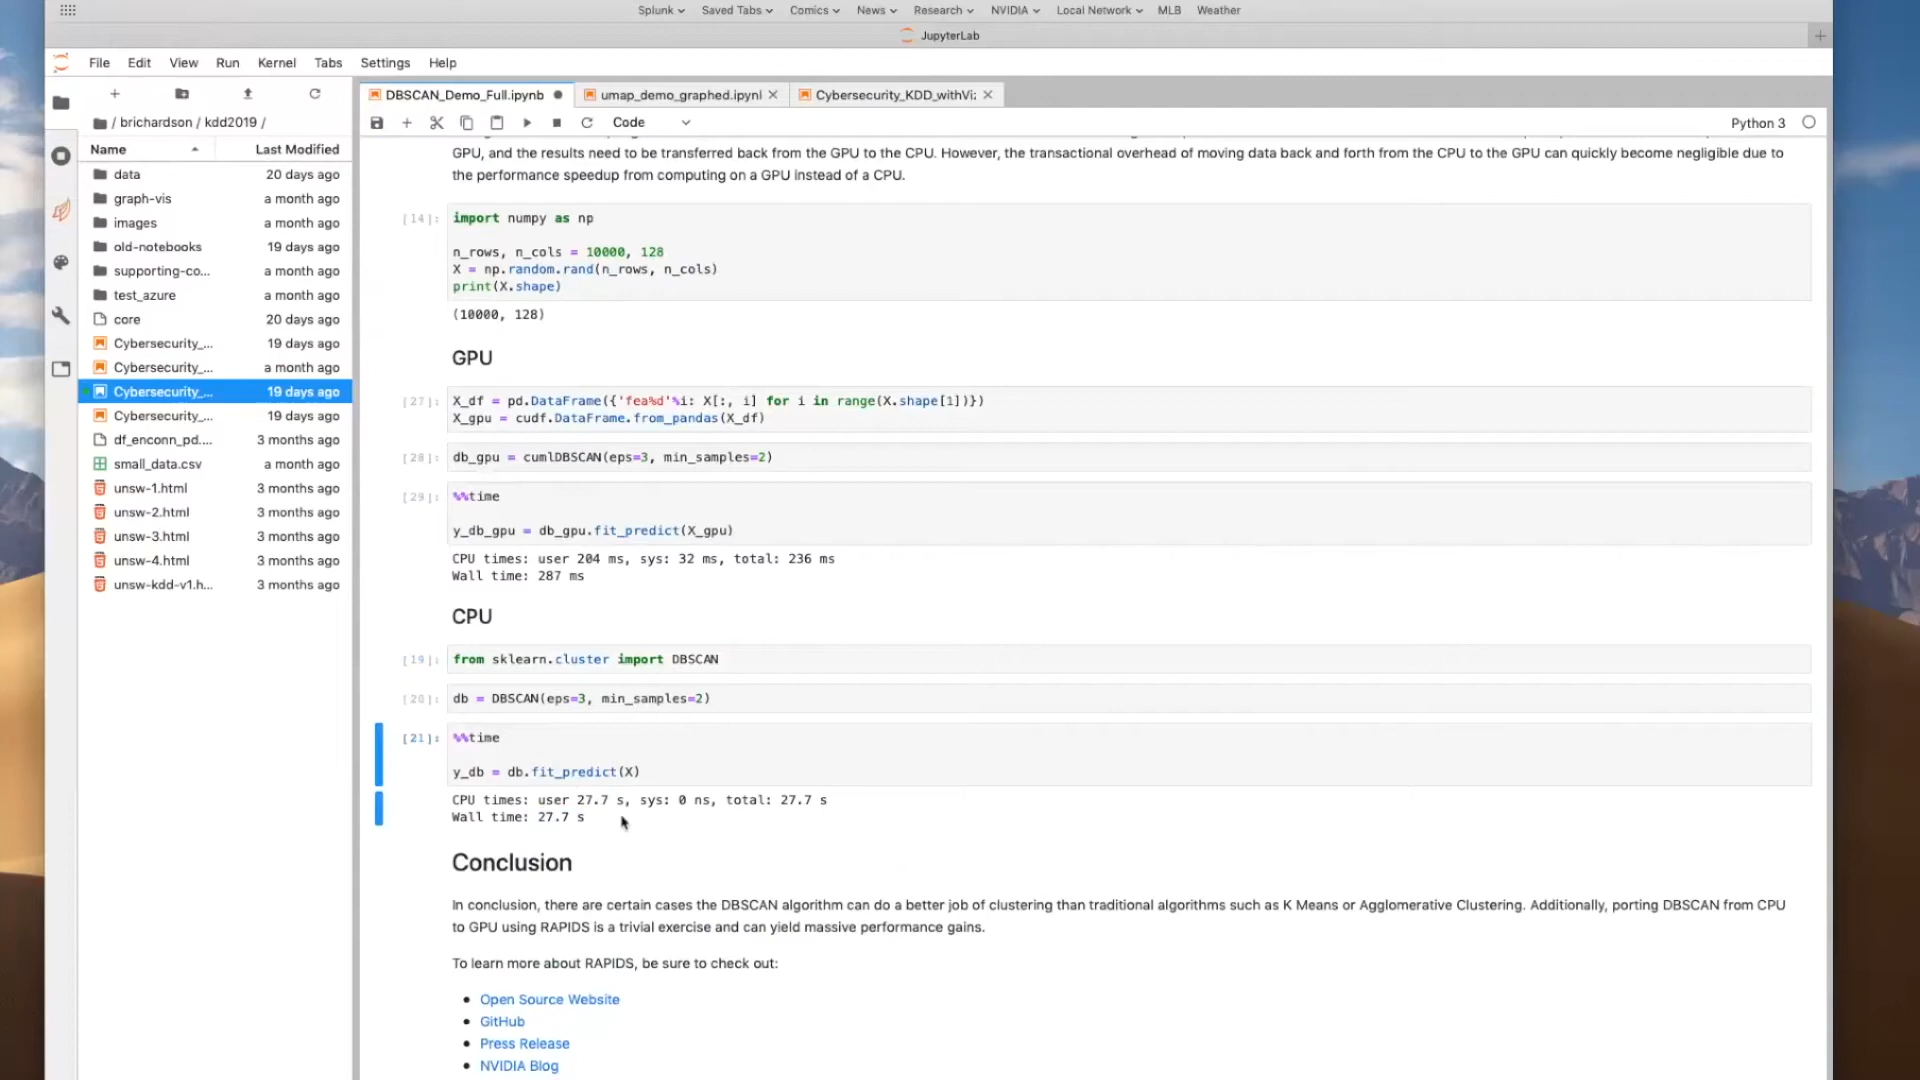 Splunk Saved Tabs Comics News Research NVIDIA Local Network MLB Weather
JupyterLab
File Edit View Run Kernel Tabs Settings Help
DBSCAN_Demo_Full.ipynb umap_demo_graphed.ipynl Cybersecurity_KDD_withVi:
/ brichardson / kdd2019 /
Code
Python 3
Name Last Modified
data 20 days ago
graph-vis a month ago
images a month ago
old-notebooks 19 days ago
supporting-co... a month ago
test_azure a month ago
core 20 days ago
Cybersecurity_... 19 days ago
Cybersecurity_... a month ago
Cybersecurity_... 19 days ago
Cybersecurity_... 19 days ago
df_enconn_pd.... 3 months ago
small_data.csv a month ago
unsw-1.html 3 months ago
unsw-2.html 3 months ago
unsw-3.html 3 months ago
unsw-4.html 3 months ago
unsw-kdd-v1.h... 3 months ago
GPU, and the results need to be transferred back from the GPU to the CPU. However, the transactional overhead of moving data back and forth from the CPU to the GPU can quickly become negligible due to
the performance speedup from computing on a GPU instead of a CPU.
[14]: import numpy as np
n_rows, n_cols = 10000, 128
X = np.random.rand(n_rows, n_cols)
print(X.shape)
(10000, 128)
GPU
[27]: X_df = pd.DataFrame({'fea%d'%i: X[:, i] for i in range(X.shape[1])})
X_gpu = cudf.DataFrame.from_pandas(X_df)
[28]: db_gpu = cumlDBSCAN(eps=3, min_samples=2)
[29]: %%time
y_db_gpu = db_gpu.fit_predict(X_gpu)
CPU times: user 204 ms, sys: 32 ms, total: 236 ms
Wall time: 287 ms
CPU
[19]: from sklearn.cluster import DBSCAN
[20]: db = DBSCAN(eps=3, min_samples=2)
[21]: %%time
y_db = db.fit_predict(X)
CPU times: user 27.7 s, sys: 0 ns, total: 27.7 s
Wall time: 27.7 s
Conclusion
In conclusion, there are certain cases the DBSCAN algorithm can do a better job of clustering than traditional algorithms such as K Means or Agglomerative Clustering. Additionally, porting DBSCAN from CPU
to GPU using RAPIDS is a trivial exercise and can yield massive performance gains.
To learn more about RAPIDS, be sure to check out:
Open Source Website
GitHub
Press Release
NVIDIA Blog